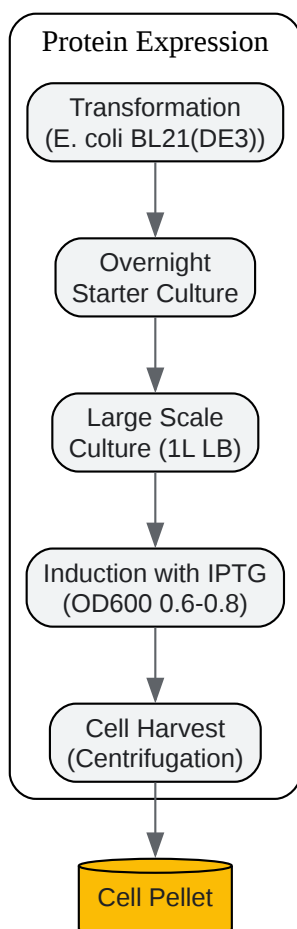 Protein Expression
Transformation
(E. coli BL21(DE3))
Overnight
Starter Culture
Large Scale
Culture (1L LB)
Induction with IPTG
(OD600 0.6-0.8)
Cell Harvest
(Centrifugation)
Cell Pellet